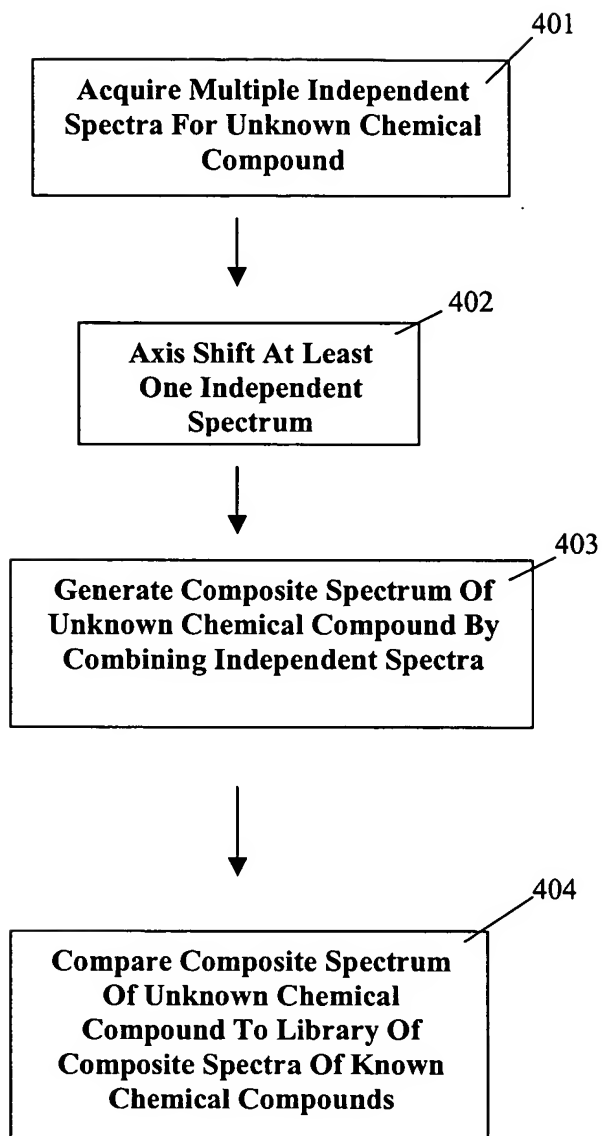 401
Acquire Multiple Independent
Spectra For Unknown Chemical
Compound
402
Axis Shift At Least
One Independent
Spectrum
403
Generate Composite Spectrum Of
Unknown Chemical Compound By
Combining Independent Spectra
404
Compare Composite Spectrum
Of Unknown Chemical
Compound To Library Of
Composite Spectra Of Known
Chemical Compounds